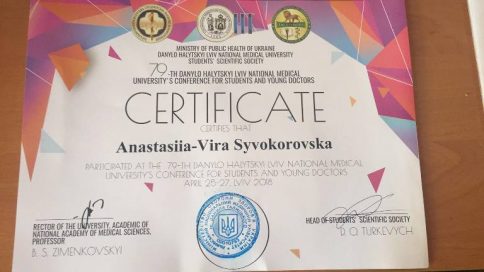 MINISTRY OF PUBLIC HEALTH OF UKRAINE
DANYLO HALYTSKYI LVIV NATIONAL MEDICAL UNIVERSITY
STUDENTS' SCIENTIFIC SOCIETY
79-TH DANYLO HALYTSKYI LVIV NATIONAL MEDICAL
UNIVERSITY'S CONFERENCE FOR STUDENTS AND YOUNG DOCTORS
CERTIFICATE
CERTIFIES THAT
Anastasiia-Vira Syvokorovska
PARTICIPATED AT THE 79-TH DANYLO HALYTSKYI LVIV NATIONAL MEDICAL
UNIVERSITY'S CONFERENCE FOR STUDENTS AND YOUNG DOCTORS
APRIL 25-27, LVIV 2018
RECTOR OF THE UNIVERSITY, ACADEMIC OF
NATIONAL ACADEMY OF MEDICAL SCIENCES,
PROFESSOR
B. S. ZIMENKOVSKYI
HEAD OF STUDENTS' SCIENTIFIC SOCIETY
O. TURKEVYCH